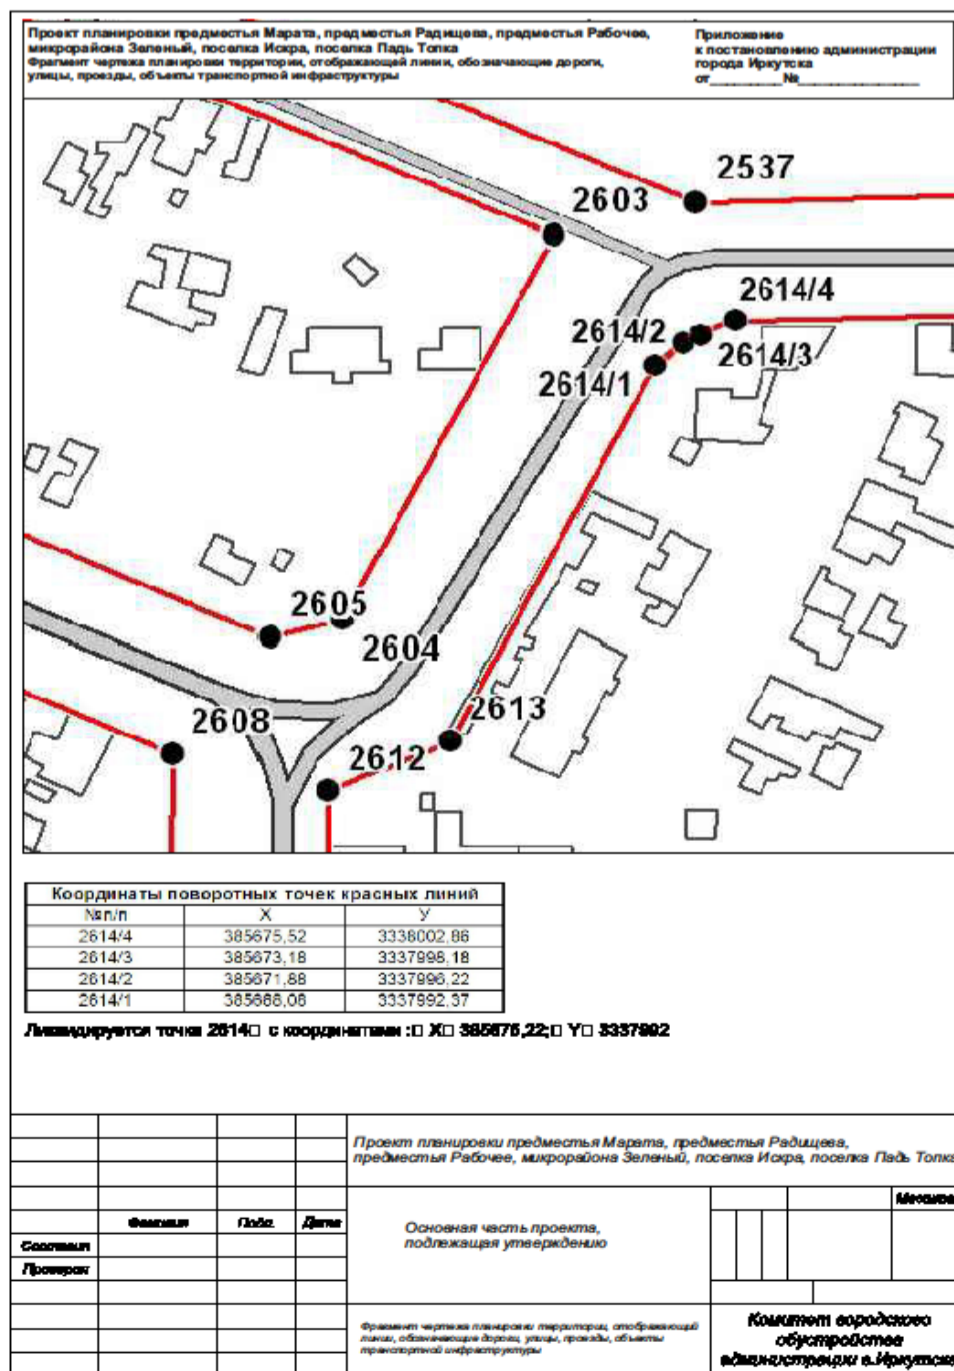 Проект планировки предместья Марата, предместья Радищева, предместья Рабочее,
микрорайона Зеленый, поселка Искра, поселка Падь Топка
Фрагмент чертежа планировки территории, отображающей линии, обозначающие дороги,
улицы, проезды, объекты транспортной инфраструктуры
Приложение
к постановлению администрации
города Иркутска
от__________№________________
2537
2603
2614/4
2614/2
2614/3
2614/1
2605
2604
2608
2613
2612
Координаты поворотных точек красных линий
№п/п X У
2614/4 385675,52 3338002,86
2614/3 385673,18 3337998,18
2614/2 385671,88 3337996,22
2614/1 385668,06 3337992,37
Ликвидируется точка 2614□ с координатами :□ X□ 385676,22;□ Y□ 3337992
Проект планировки предместья Марата, предместья Радищева,
предместья Рабочее, микрорайона Зеленый, поселка Искра, поселка Падь Топка
Фамилия Подп. Дата
Составил
Проверил
Основная часть проекта,
подлежащая утверждению
Фрагмент чертежа планировки территории, отображающий
линии, обозначающие дороги, улицы, проезды, объекты
транспортной инфраструктуры
Комитет городского
обустройства
администрации г.Иркутска